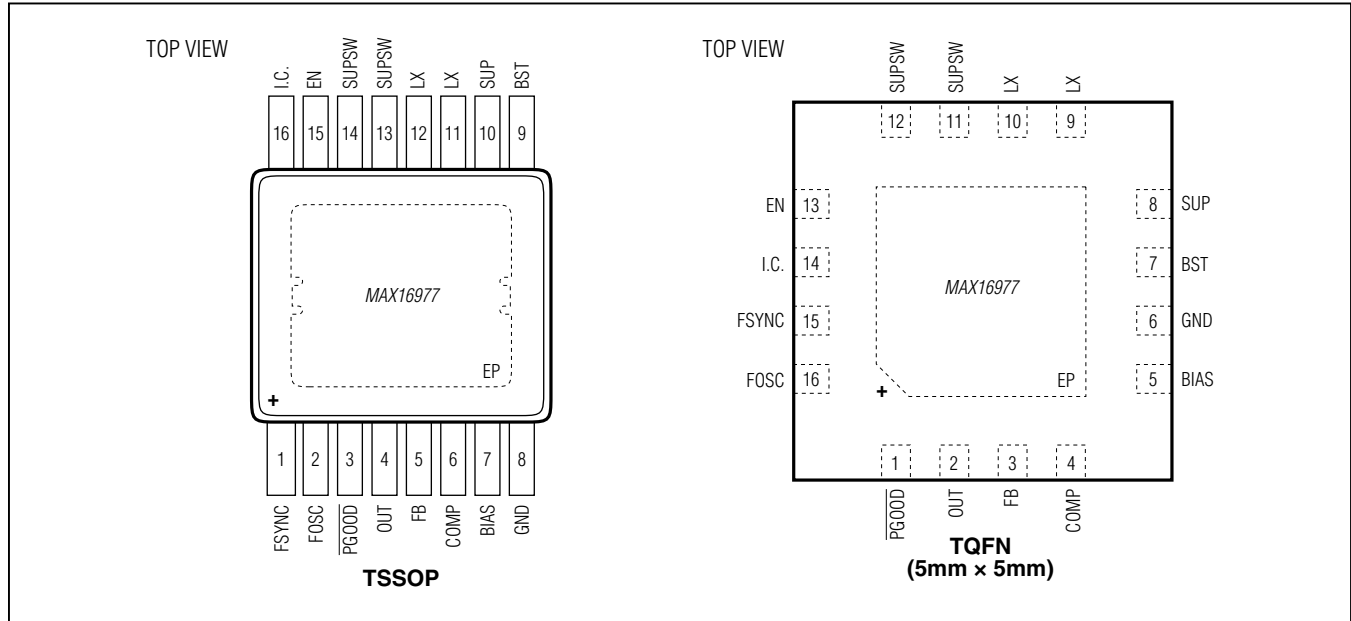 TOP VIEW
I.C. EN SUPSW SUPSW LX LX SUP BST
16 15 14 13 12 11 10 9
MAX16977
EP
+
1 2 3 4 5 6 7 8
FSYNC FOSC PGOOD OUT FB COMP BIAS GND
TSSOP
TOP VIEW
SUPSW SUPSW LX LX
12 11 10 9
EN 13
I.C. 14
FSYNC 15
FOSC 16
MAX16977
8 SUP
7 BST
6 GND
5 BIAS
EP
+
1 2 3 4
PGOOD OUT FB COMP
TQFN
(5mm × 5mm)